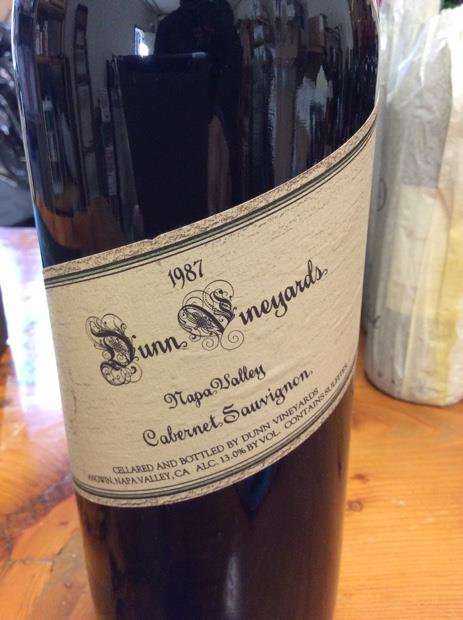 1987
Dunn Vineyards
Napa Valley
Cabernet Sauvignon
CELLARED AND BOTTLED BY DUNN VINEYARDS
ANGWIN, NAPA VALLEY, CA ALC. 13.0% BY VOL. CONTAINS SULFITES